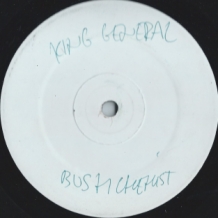 KING GENERAL
BUSH CHEMIST